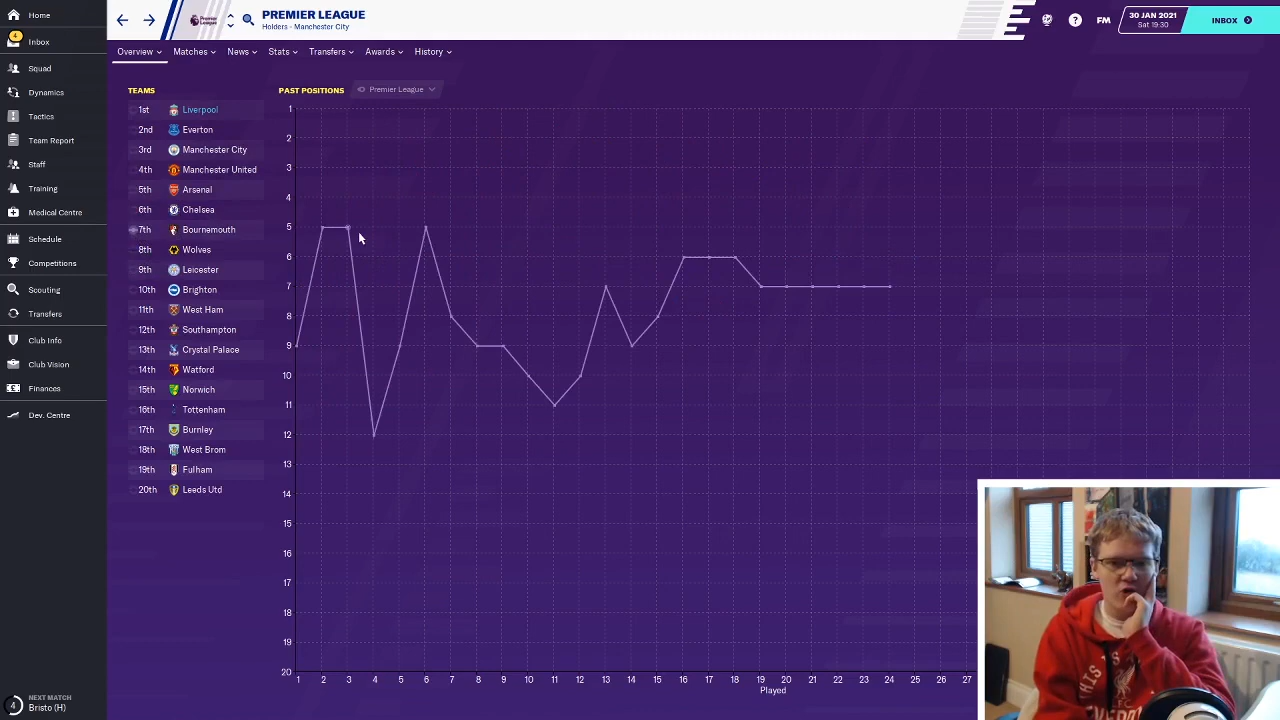 PREMIER LEAGUE
Holders - Manchester City
FM
30 JAN 2021
Sat 19:30
INBOX
Overview
Matches
News
Stats
Transfers
Awards
History
4
Inbox
Squad
Dynamics
Tactics
Team Report
Staff
Training
Medical Centre
Schedule
Competitions
Scouting
Transfers
Club Info
Club Vision
Finances
Dev. Centre
NEXT MATCH
Bristol (H)
TEAMS
1st Liverpool
2nd Everton
3rd Manchester City
4th Manchester United
5th Arsenal
6th Chelsea
7th Bournemouth
8th Wolves
9th Leicester
10th Brighton
11th West Ham
12th Southampton
13th Crystal Palace
14th Watford
15th Norwich
16th Tottenham
17th Burnley
18th West Brom
19th Fulham
20th Leeds Utd
PAST POSITIONS
Premier League
1
2
3
4
5
6
7
8
9
10
11
12
13
14
15
16
17
18
19
20
1 2 3 4 5 6 7 8 9 10 11 12 13 14 15 16 17 18 19 20 21 22 23 24 25 26 27
Played
THIS IS